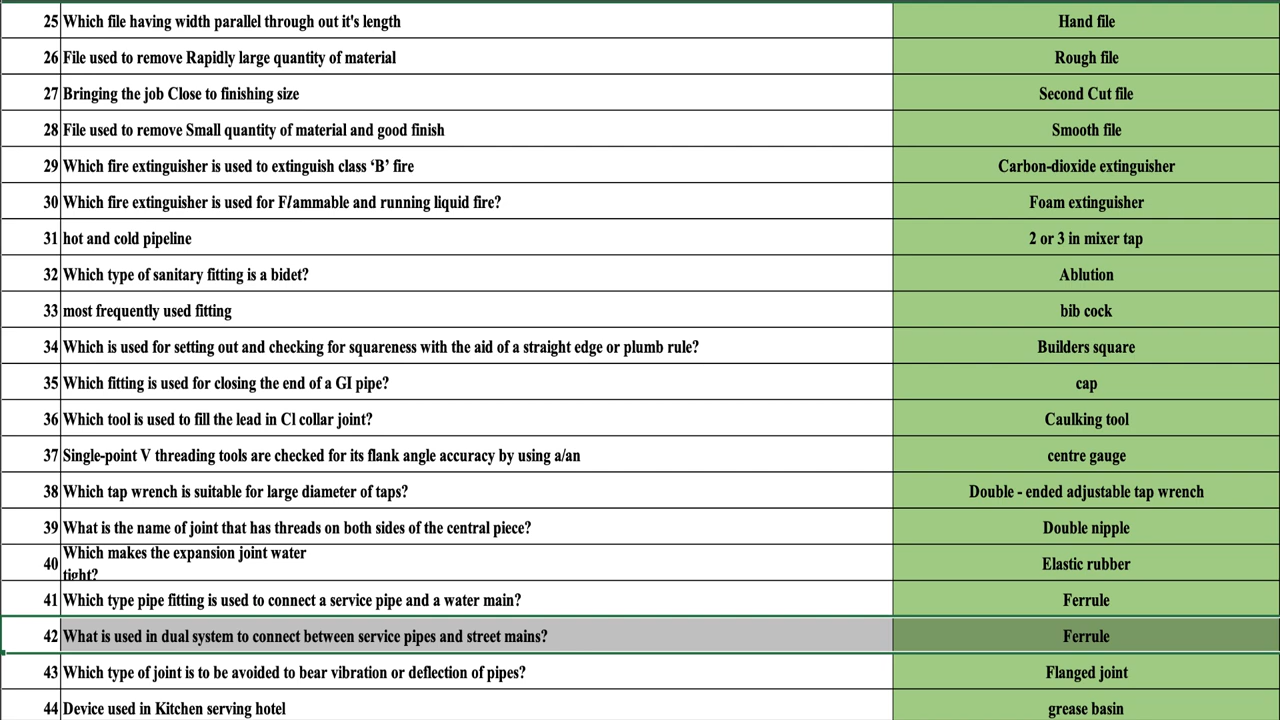 25 Which file having width parallel through out it's length Hand file
26 File used to remove Rapidly large quantity of material Rough file
27 Bringing the job Close to finishing size Second Cut file
28 File used to remove Small quantity of material and good finish Smooth file
29 Which fire extinguisher is used to extinguish class ‘B’ fire Carbon-dioxide extinguisher
30 Which fire extinguisher is used for Flammable and running liquid fire? Foam extinguisher
31 hot and cold pipeline 2 or 3 in mixer tap
32 Which type of sanitary fitting is a bidet? Ablution
33 most frequently used fitting bib cock
34 Which is used for setting out and checking for squareness with the aid of a straight edge or plumb rule? Builders square
35 Which fitting is used for closing the end of a GI pipe? cap
36 Which tool is used to fill the lead in Cl collar joint? Caulking tool
37 Single-point V threading tools are checked for its flank angle accuracy by using a/an centre gauge
38 Which tap wrench is suitable for large diameter of taps? Double - ended adjustable tap wrench
39 What is the name of joint that has threads on both sides of the central piece? Double nipple
40 Which makes the expansion joint water
tight? Elastic rubber
41 Which type pipe fitting is used to connect a service pipe and a water main? Ferrule
42 What is used in dual system to connect between service pipes and street mains? Ferrule
43 Which type of joint is to be avoided to bear vibration or deflection of pipes? Flanged joint
44 Device used in Kitchen serving hotel grease basin